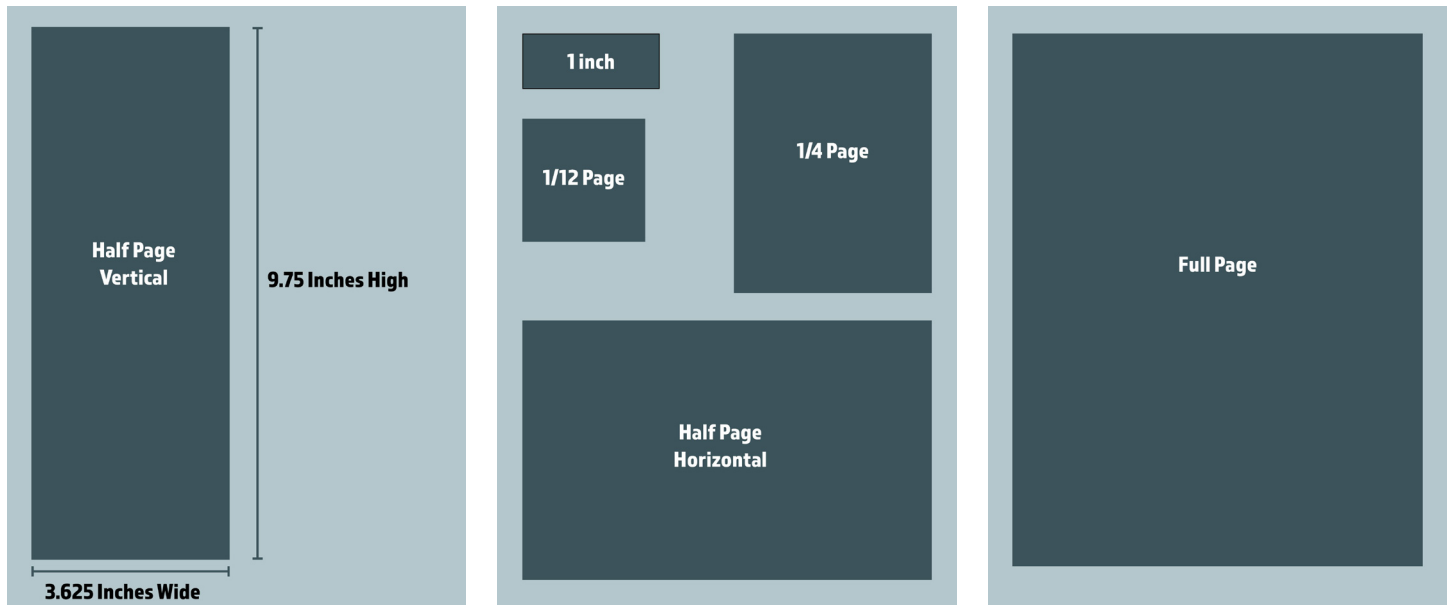 Half Page
Vertical
9.75 Inches High
3.625 Inches Wide
1 inch
1/12 Page
1/4 Page
Half Page
Horizontal
Full Page